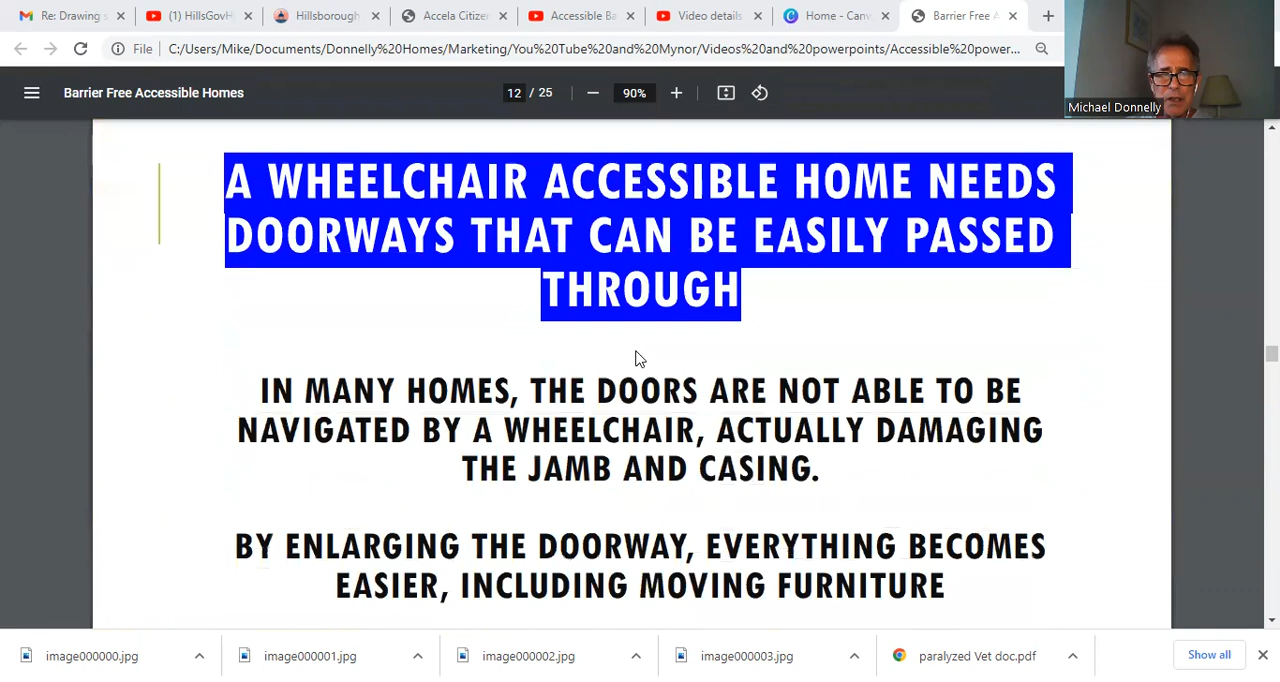 Re: Drawing s
(1) HillsGovH
Hillsborough
Accela Citizen
Accessible Ba
Video details
Home - Canv
Barrier Free A
File
C:/Users/Mike/Documents/Donnelly%20Homes/Marketing/You%20Tube%20and%20Mynor/Videos%20and%20powerpoints/Accessible%20power...
Michael Donnelly
Barrier Free Accessible Homes
12 / 25
90%
A WHEELCHAIR ACCESSIBLE HOME NEEDS
DOORWAYS THAT CAN BE EASILY PASSED
THROUGH
IN MANY HOMES, THE DOORS ARE NOT ABLE TO BE
NAVIGATED BY A WHEELCHAIR, ACTUALLY DAMAGING
THE JAMB AND CASING.
BY ENLARGING THE DOORWAY, EVERYTHING BECOMES
EASIER, INCLUDING MOVING FURNITURE
image000000.jpg
image000001.jpg
image000002.jpg
image000003.jpg
paralyzed Vet doc.pdf
Show all